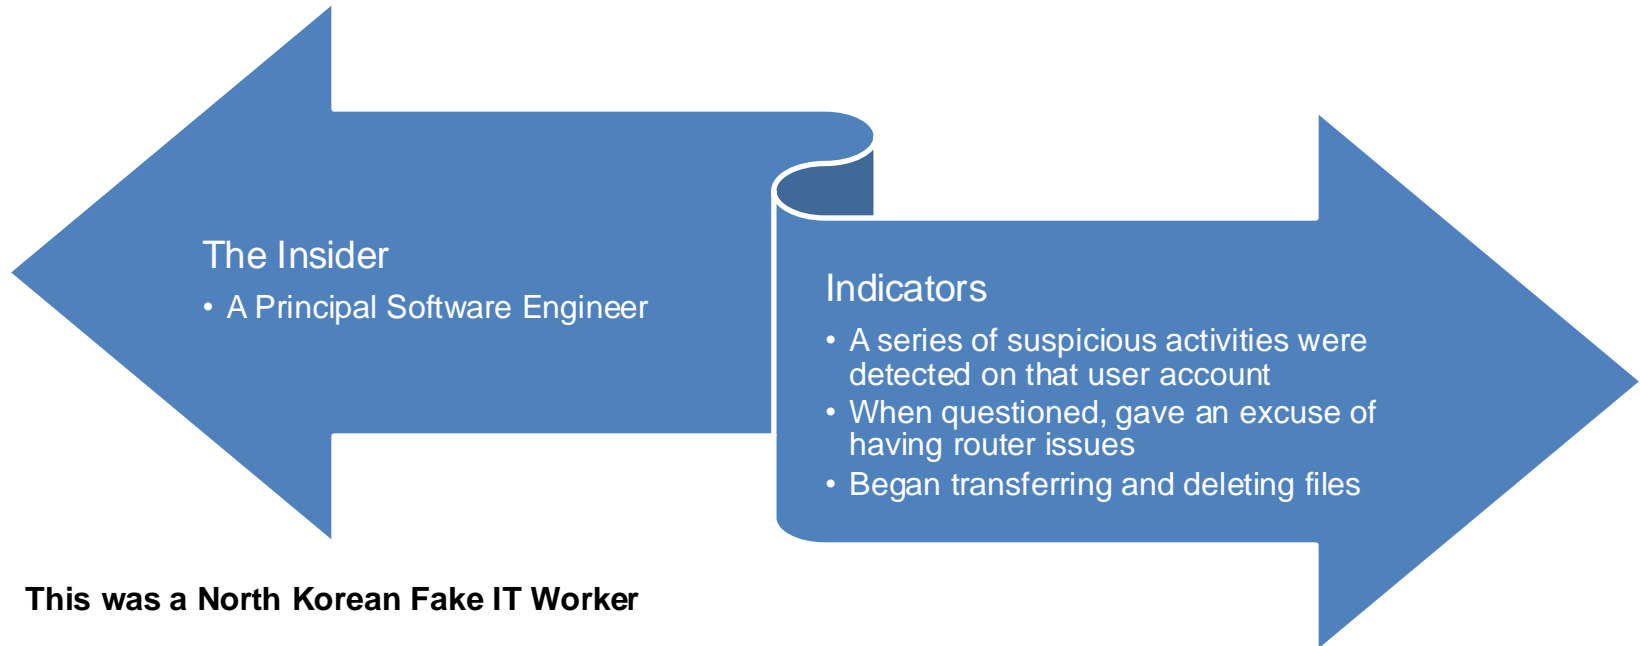 The Insider
• A Principal Software Engineer
Indicators
• A series of suspicious activities were
detected on that user account
• When questioned, gave an excuse of
having router issues
• Began transferring and deleting files
This was a North Korean Fake IT Worker